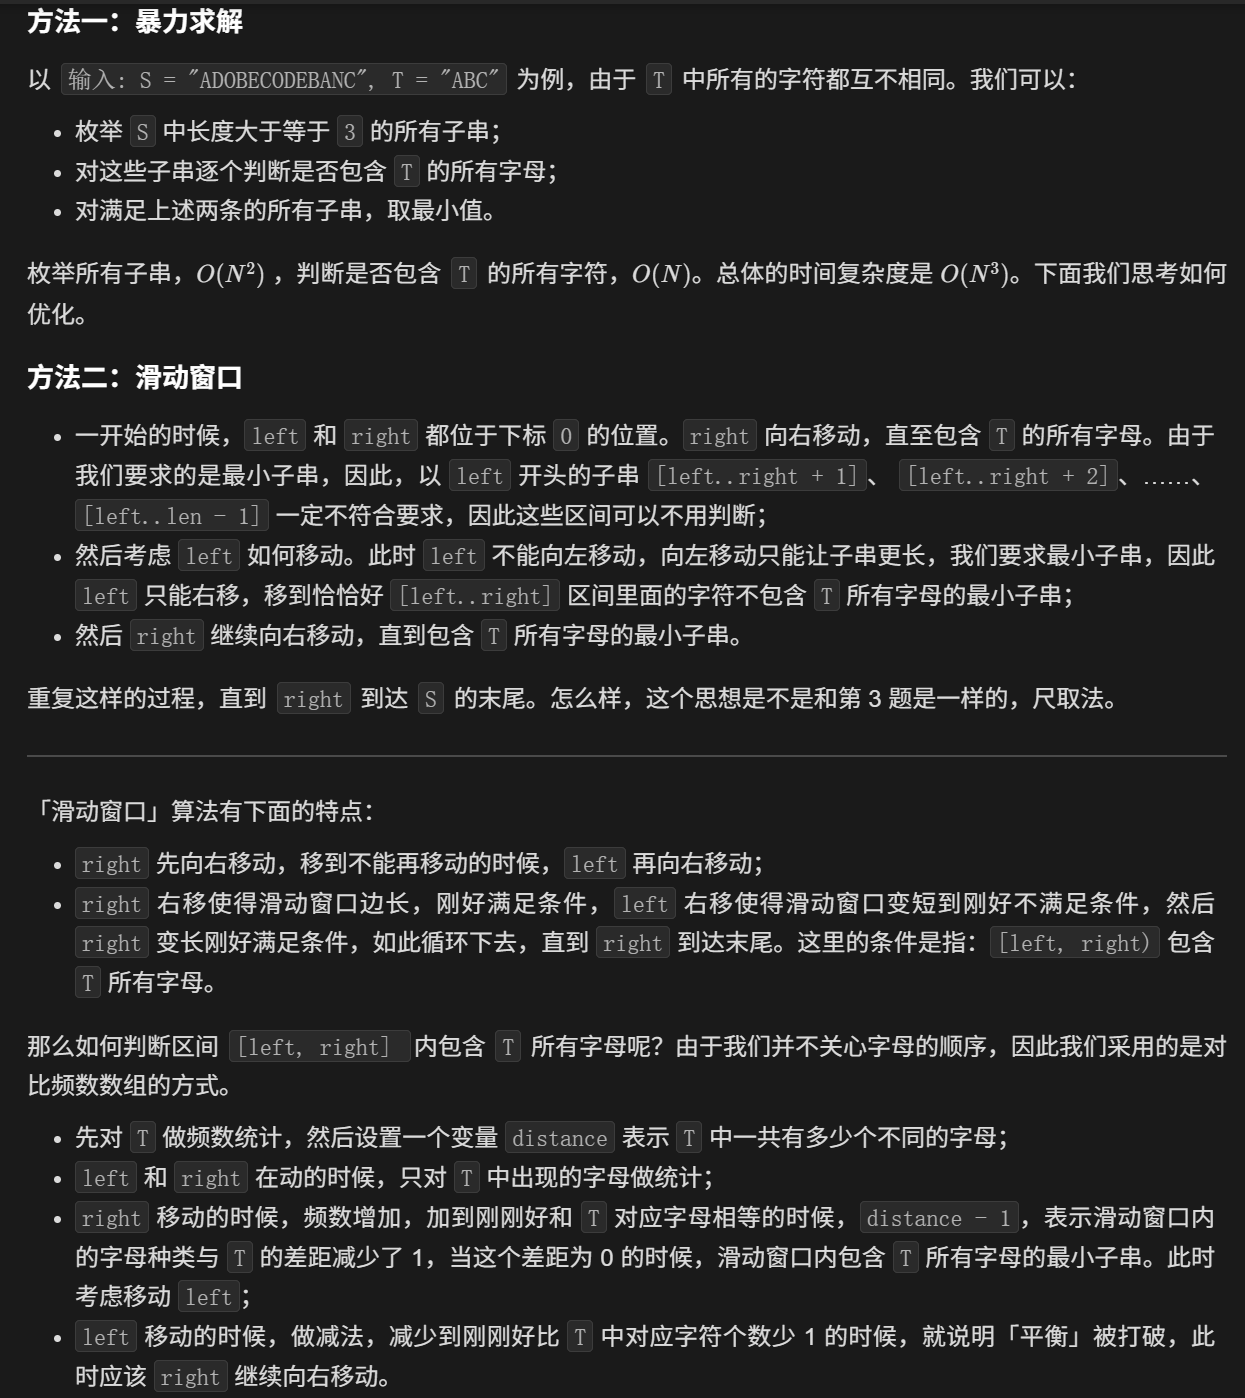 方法一：暴力求解
以 输入: S = "ADOBECODEBANC", T = "ABC" 为例，由于 T 中所有的字符都互不相同。我们可以：
• 枚举 S 中长度大于等于 3 的所有子串；
• 对这些子串逐个判断是否包含 T 的所有字母；
• 对满足上述两条的所有子串，取最小值。
枚举所有子串，O(N²) ，判断是否包含 T 的所有字符，O(N)。总体的时间复杂度是 O(N³)。下面我们思考如何
优化。
方法二：滑动窗口
• 一开始的时候，left 和 right 都位于下标 0 的位置。right 向右移动，直至包含 T 的所有字母。由于
我们要求的是最小子串，因此，以 left 开头的子串 [left..right + 1]、 [left..right + 2]、……、
[left..len - 1] 一定不符合要求，因此这些区间可以不用判断；
• 然后考虑 left 如何移动。此时 left 不能向左移动，向左移动只能让子串更长，我们要求最小子串，因此
left 只能右移，移到恰恰好 [left..right] 区间里面的字符不包含 T 所有字母的最小子串；
• 然后 right 继续向右移动，直到包含 T 所有字母的最小子串。
重复这样的过程，直到 right 到达 S 的末尾。怎么样，这个思想是不是和第 3 题是一样的，尺取法。
「滑动窗口」算法有下面的特点：
• right 先向右移动，移到不能再移动的时候，left 再向右移动；
• right 右移使得滑动窗口边长，刚好满足条件，left 右移使得滑动窗口变短到刚好不满足条件，然后
right 变长刚好满足条件，如此循环下去，直到 right 到达末尾。这里的条件是指：[left, right) 包含
T 所有字母。
那么如何判断区间 [left, right] 内包含 T 所有字母呢？由于我们并不关心字母的顺序，因此我们采用的是对
比频数数组的方式。
• 先对 T 做频数统计，然后设置一个变量 distance 表示 T 中一共有多少个不同的字母；
• left 和 right 在动的时候，只对 T 中出现的字母做统计；
• right 移动的时候，频数增加，加到刚刚好和 T 对应字母相等的时候，distance - 1，表示滑动窗口内
的字母种类与 T 的差距减少了 1，当这个差距为 0 的时候，滑动窗口内包含 T 所有字母的最小子串。此时
考虑移动 left；
• left 移动的时候，做减法，减少到刚刚好比 T 中对应字符个数少 1 的时候，就说明「平衡」被打破，此
时应该 right 继续向右移动。